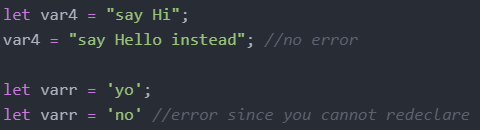 let var4 = "say Hi";
var4 = "say Hello instead"; //no error
let varr = 'yo';
let varr = 'no' //error since you cannot redeclare